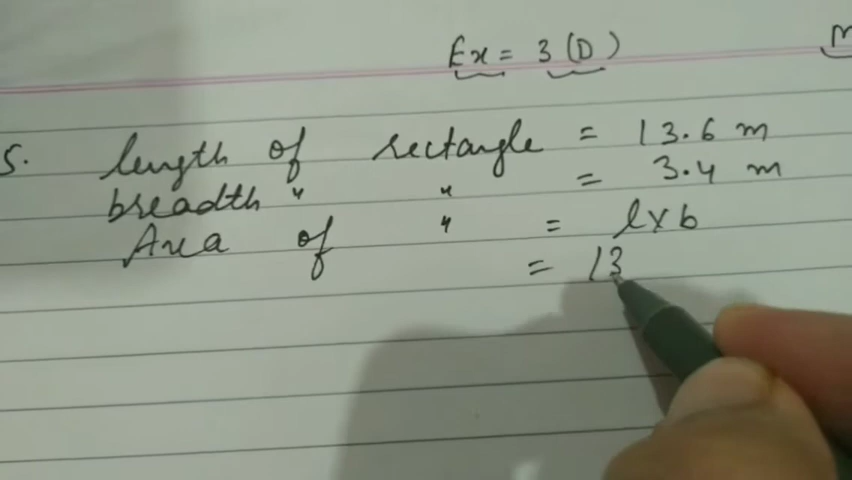 Ex = 3 (D)
5. length of rectangle = 13.6 m
breadth " " = 3.4 m
Area of " = l x b
= 13